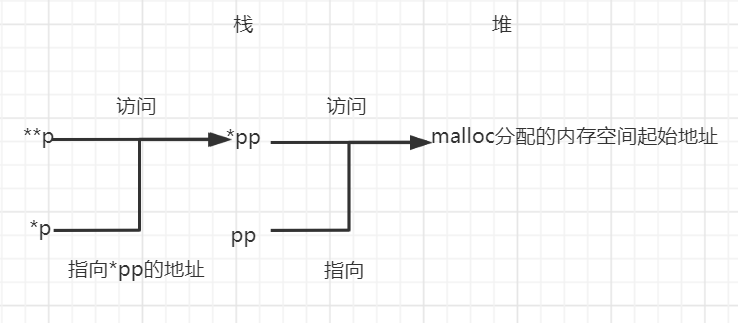 栈 堆
访问 访问
**p *pp malloc分配的内存空间起始地址
*p pp
指向*pp的地址 指向